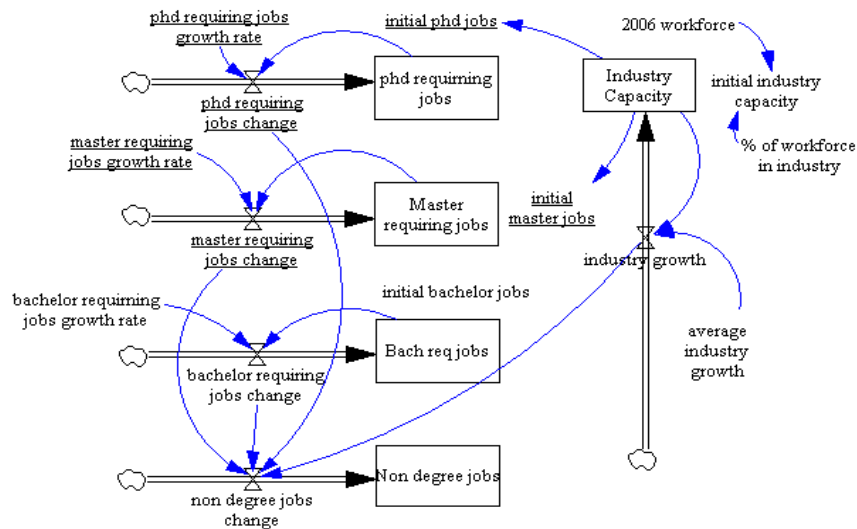 phd requiring jobs
growth rate
initial phd jobs
2006 workforce
phd requirning
jobs
Industry
Capacity
initial industry
capacity
phd requiring
jobs change
master requiring
jobs growth rate
% of workforce
in industry
Master
requiring jobs
initial
master jobs
master requiring
jobs change
industry growth
bachelor requirning
jobs growth rate
initial bachelor jobs
average
industry
growth
Bach req jobs
bachelor requiring
jobs change
Non degree jobs
non degree jobs
change